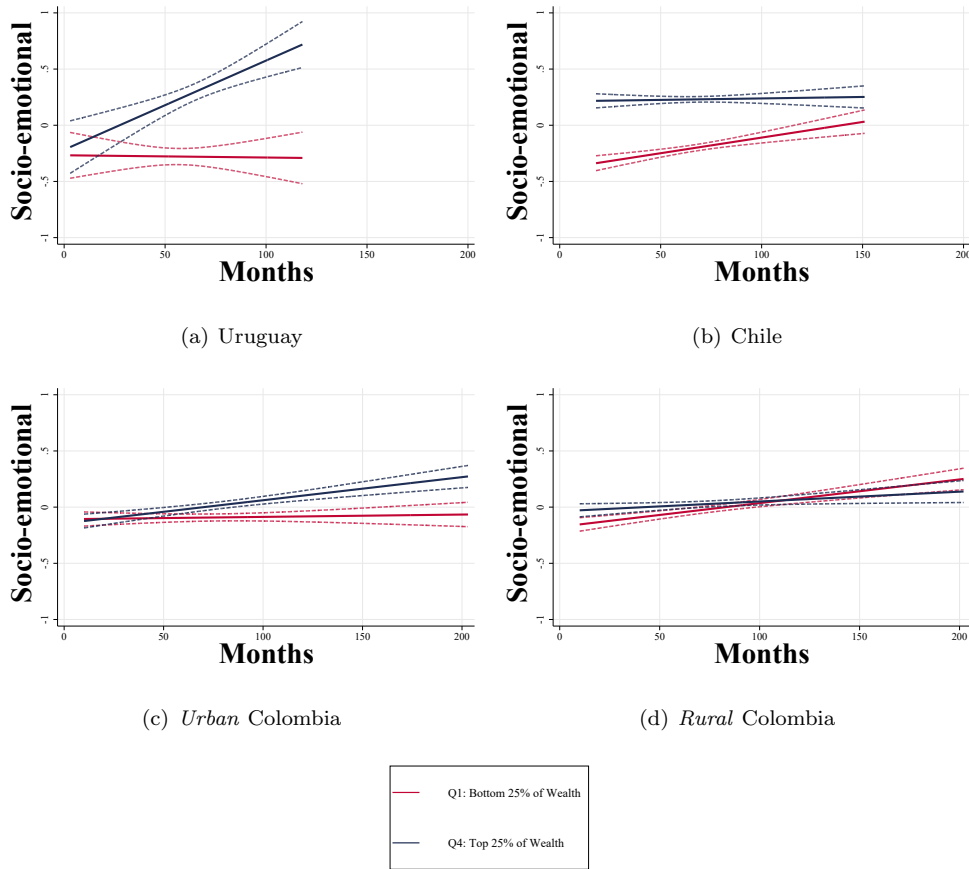 1
.5
0
-.5
-1
Socio-emotional
0 50 100 150 200
Months
(a) Uruguay
1
.5
0
-.5
-1
Socio-emotional
0 50 100 150 200
Months
(b) Chile
1
.5
0
-.5
-1
Socio-emotional
0 50 100 150 200
Months
(c) Urban Colombia
1
.5
0
-.5
-1
Socio-emotional
0 50 100 150 200
Months
(d) Rural Colombia
Q1: Bottom 25% of Wealth
Q4: Top 25% of Wealth